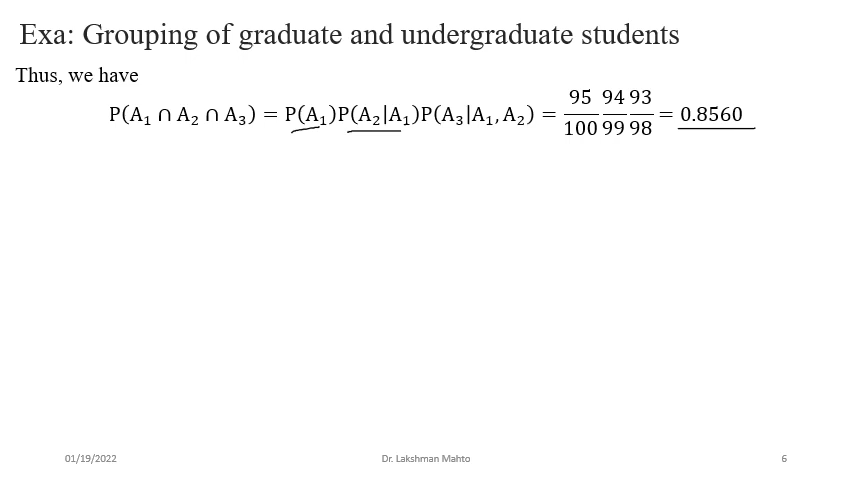 Exa: Grouping of graduate and undergraduate students
Thus, we have
P(A₁ ∩ A₂ ∩ A₃) = P(A₁)P(A₂|A₁)P(A₃|A₁, A₂) = 95/100 94/99 93/98 = 0.8560
01/19/2022 Dr. Lakshman Mahto 6